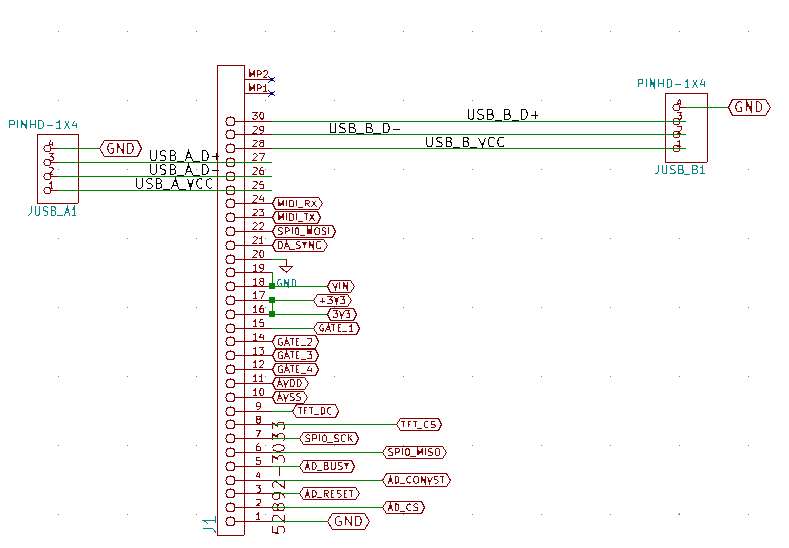 MP2
MP1
PINHD-1X4
PINHD-1X4
30
USB_B_D+
4
GND
3
29
USB_B_D-
2
28
USB_B_VCC
1
JUSB_B1
4
GND
3
USB_A_D+
27
2
USB_A_D-
26
1
USB_A_VCC
25
JUSB_A1
24 MIDI_RX
23 MIDI_TX
22 SPI0_MOSI
21 DA_SYNC
20
GND
19
18 VIN
17 +3V3
16 3V3
15 GATE_1
14 GATE_2
13 GATE_3
12 GATE_4
11 AVDD
10 AVSS
9 TFT_DC
8 TFT_CS
7 SPI0_SCK
6 SPI0_MISO
5 AD_BUSY
4 AD_CONVST
3 AD_RESET
2 AD_CS
1 GND
J1
52892-3033